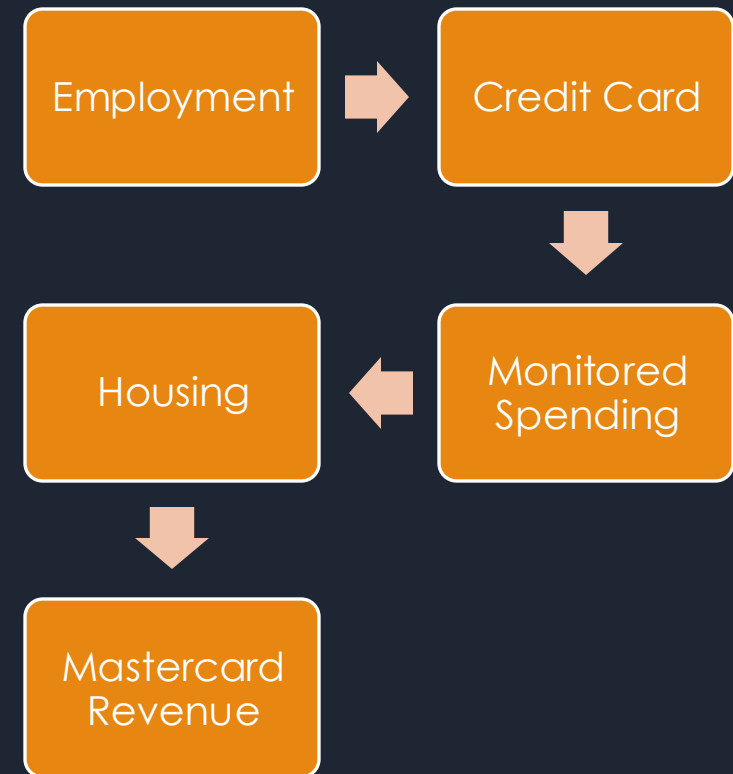 Employment
Credit Card
Monitored
Spending
Housing
Mastercard
Revenue